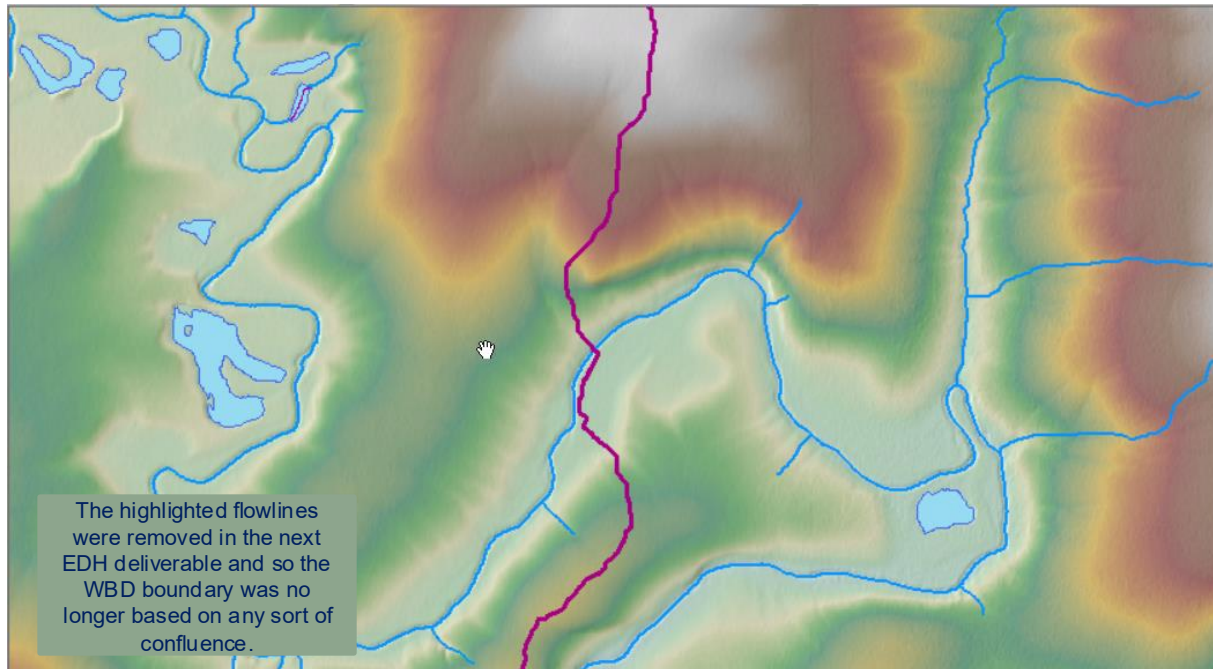 The highlighted flowlines
were removed in the next
EDH deliverable and so the
WBD boundary was no
longer based on any sort of
confluence.